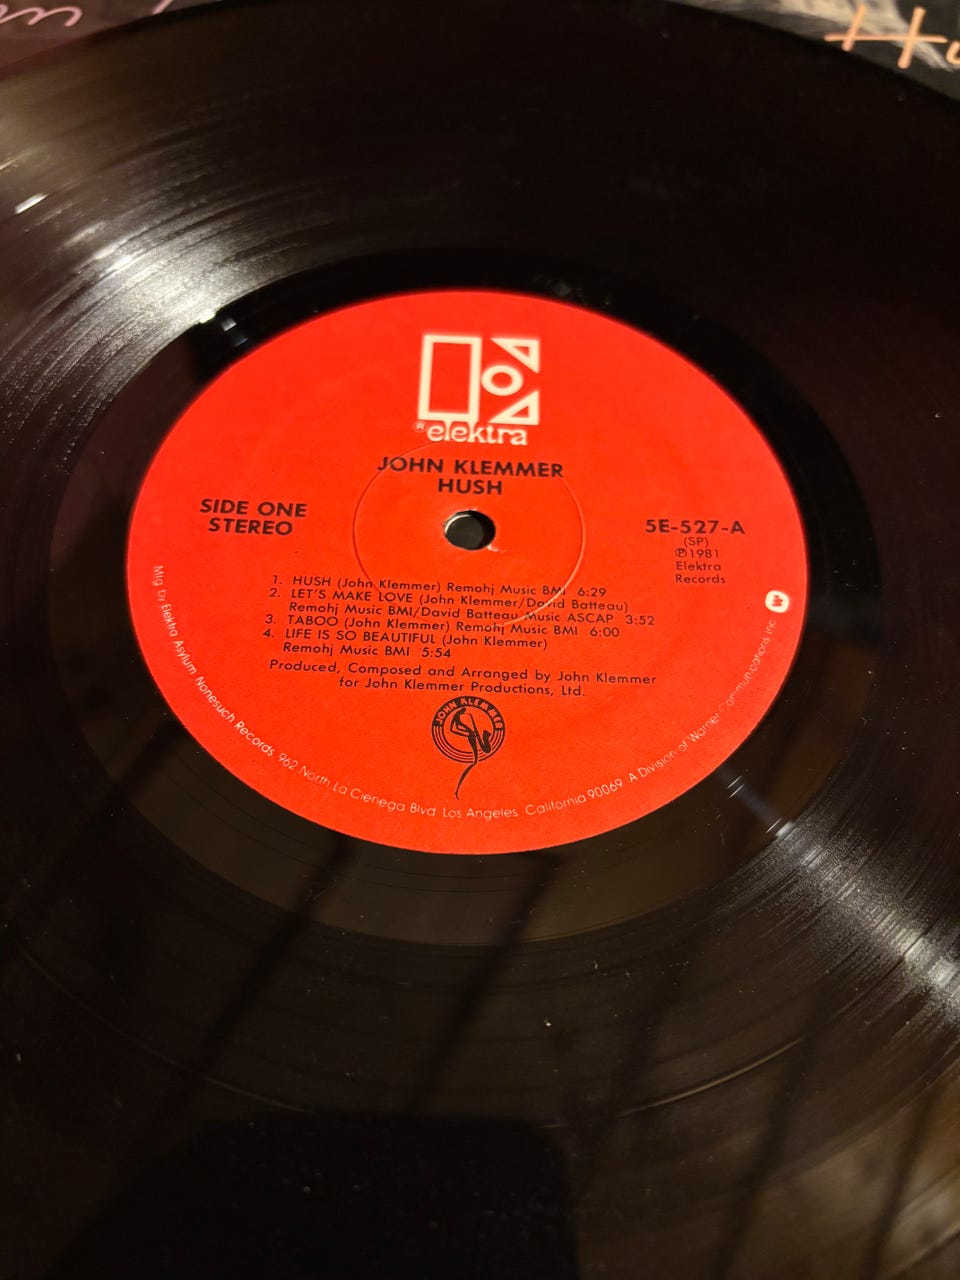 Hu
® elektra
JOHN KLEMMER
HUSH
SIDE ONE
STEREO
5E-527-A
(SP)
℗1981
Elektra
Records
1. HUSH (John Klemmer) Remohj Music BMI 6:29
2. LET'S MAKE LOVE (John Klemmer/David Batteau)
Remohj Music BMI/David Batteau Music ASCAP 3:52
3. TABOO (John Klemmer) Remohj Music BMI 6:00
4. LIFE IS SO BEAUTIFUL (John Klemmer)
Remohj Music BMI 5:54
Produced, Composed and Arranged by John Klemmer
for John Klemmer Productions, Ltd.
JOHN KLEMMER
Mfg by Elektra Asylum Nonesuch Records 962 North La Cienega Blvd Los Angeles California 90069 A Division of Warner Communications Inc